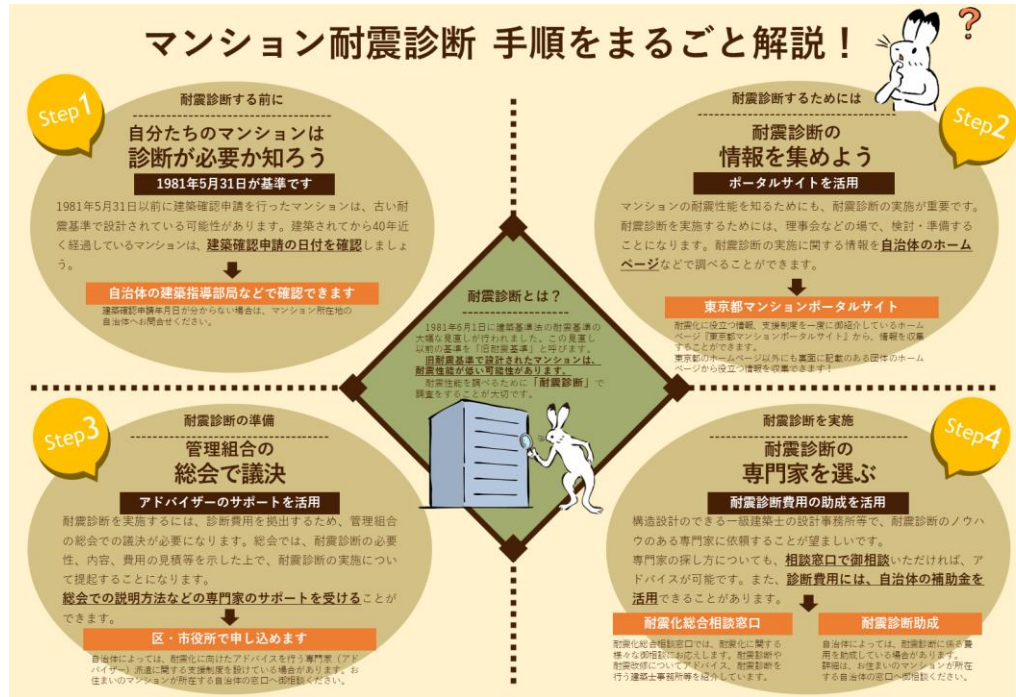 マンション耐震診断 手順をまるごと解説！
?
Step1
耐震診断する前に
自分たちのマンションは
診断が必要か知ろう
1981年5月31日が基準です
1981年5月31日以前に建築確認申請を行ったマンションは、古い耐
震基準で設計されている可能性があります。建築されてから40年近
く経過しているマンションは、建築確認申請の日付を確認しましょ
う。
自治体の建築指導部局などで確認できます
建築確認申請年月日が分からない場合は、マンション所在地の
自治体へお問合せください。
Step2
耐震診断するためには
耐震診断の
情報を集めよう
ポータルサイトを活用
マンションの耐震性能を知るためにも、耐震診断の実施が重要です。
耐震診断を実施するためには、理事会などの場で、検討・準備する
ことになります。耐震診断の実施に関する情報を自治体のホーム
ページなどで調べることができます。
東京都マンションポータルサイト
耐震化に役立つ情報、支援制度を一度に御紹介しているホーム
ページ『東京都マンションポータルサイト』から、情報を収集
することができます。
東京都のホームページ以外にも裏面に記載のある団体のホーム
ページから役立つ情報を収集できます！
耐震診断とは？
1981年6月1日に建築基準法の耐震基準の
大幅な見直しが行われました。この見直し
以前の基準を「旧耐震基準」と呼びます。
旧耐震基準で設計されたマンションは、
耐震性能が低い可能性があります。
耐震性能を調べるために「耐震診断」で
調査をすることが大切です。
Step3
耐震診断の準備
管理組合の
総会で議決
アドバイザーのサポートを活用
耐震診断を実施するには、診断費用を拠出するため、管理組合
の総会での議決が必要になります。総会では、耐震診断の必要
性、内容、費用の見積等を示した上で、耐震診断の実施につい
て提起することになります。
総会での説明方法などの専門家のサポートを受けることが
できます。
区・市役所で申し込めます
自治体によっては、耐震化に向けたアドバイスを行う専門家（アド
バイザー）派遣に関する支援制度を設けている場合があります。お
住まいのマンションが所在する自治体の窓口へ御相談ください。
Step4
耐震診断を実施
耐震診断の
専門家を選ぶ
耐震診断費用の助成を活用
構造設計のできる一級建築士の設計事務所等で、耐震診断のノウハ
ウのある専門家に依頼することが望ましいです。
専門家の探し方についても、相談窓口で御相談いただければ、ア
ドバイスが可能です。また、診断費用には、自治体の補助金を
活用できることがあります。
耐震化総合相談窓口
耐震化総合相談窓口では、耐震化に関する
様々な御相談にお応えします。耐震診断や
耐震改修についてアドバイス、耐震診断を
行う建築士事務所等を紹介しています。
耐震診断助成
自治体によっては、耐震診断に係る費
用を助成している場合があります。
詳細は、お住まいのマンションが所在
する自治体の窓口へ御相談ください。